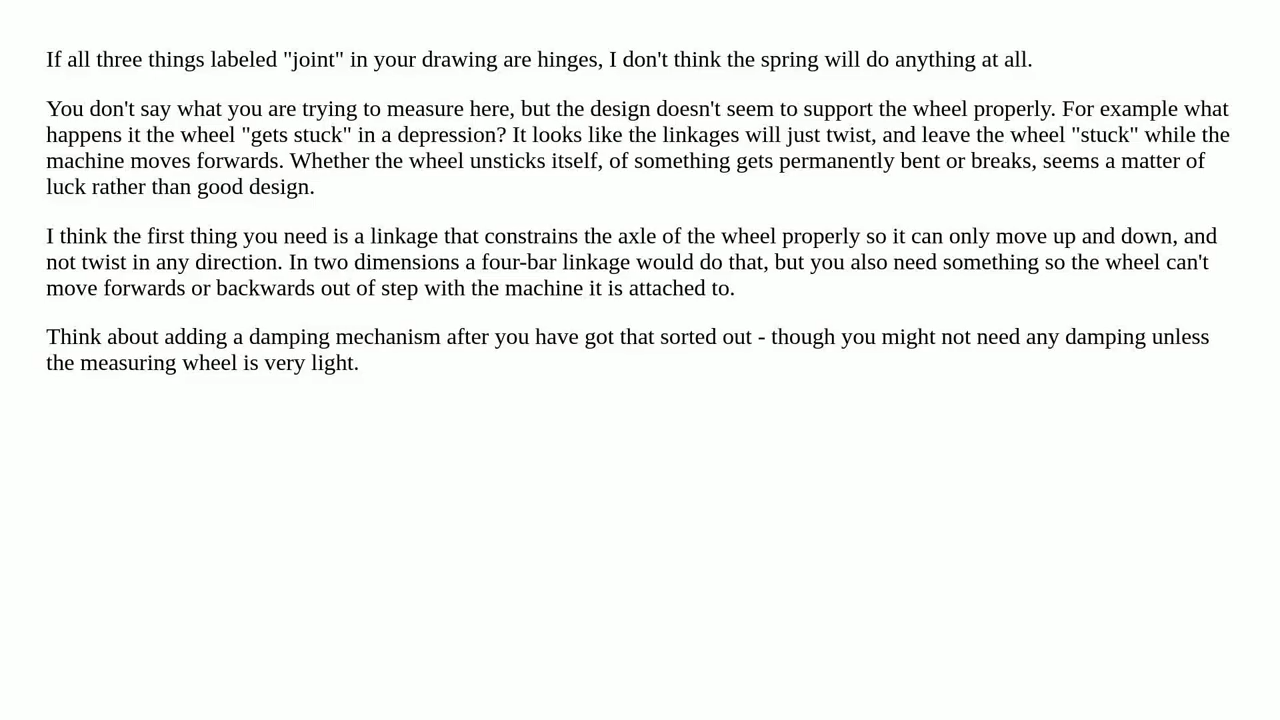 If all three things labeled "joint" in your drawing are hinges, I don't think the spring will do anything at all.
You don't say what you are trying to measure here, but the design doesn't seem to support the wheel properly. For example what
happens it the wheel "gets stuck" in a depression? It looks like the linkages will just twist, and leave the wheel "stuck" while the
machine moves forwards. Whether the wheel unsticks itself, of something gets permanently bent or breaks, seems a matter of
luck rather than good design.
I think the first thing you need is a linkage that constrains the axle of the wheel properly so it can only move up and down, and
not twist in any direction. In two dimensions a four-bar linkage would do that, but you also need something so the wheel can't
move forwards or backwards out of step with the machine it is attached to.
Think about adding a damping mechanism after you have got that sorted out - though you might not need any damping unless
the measuring wheel is very light.